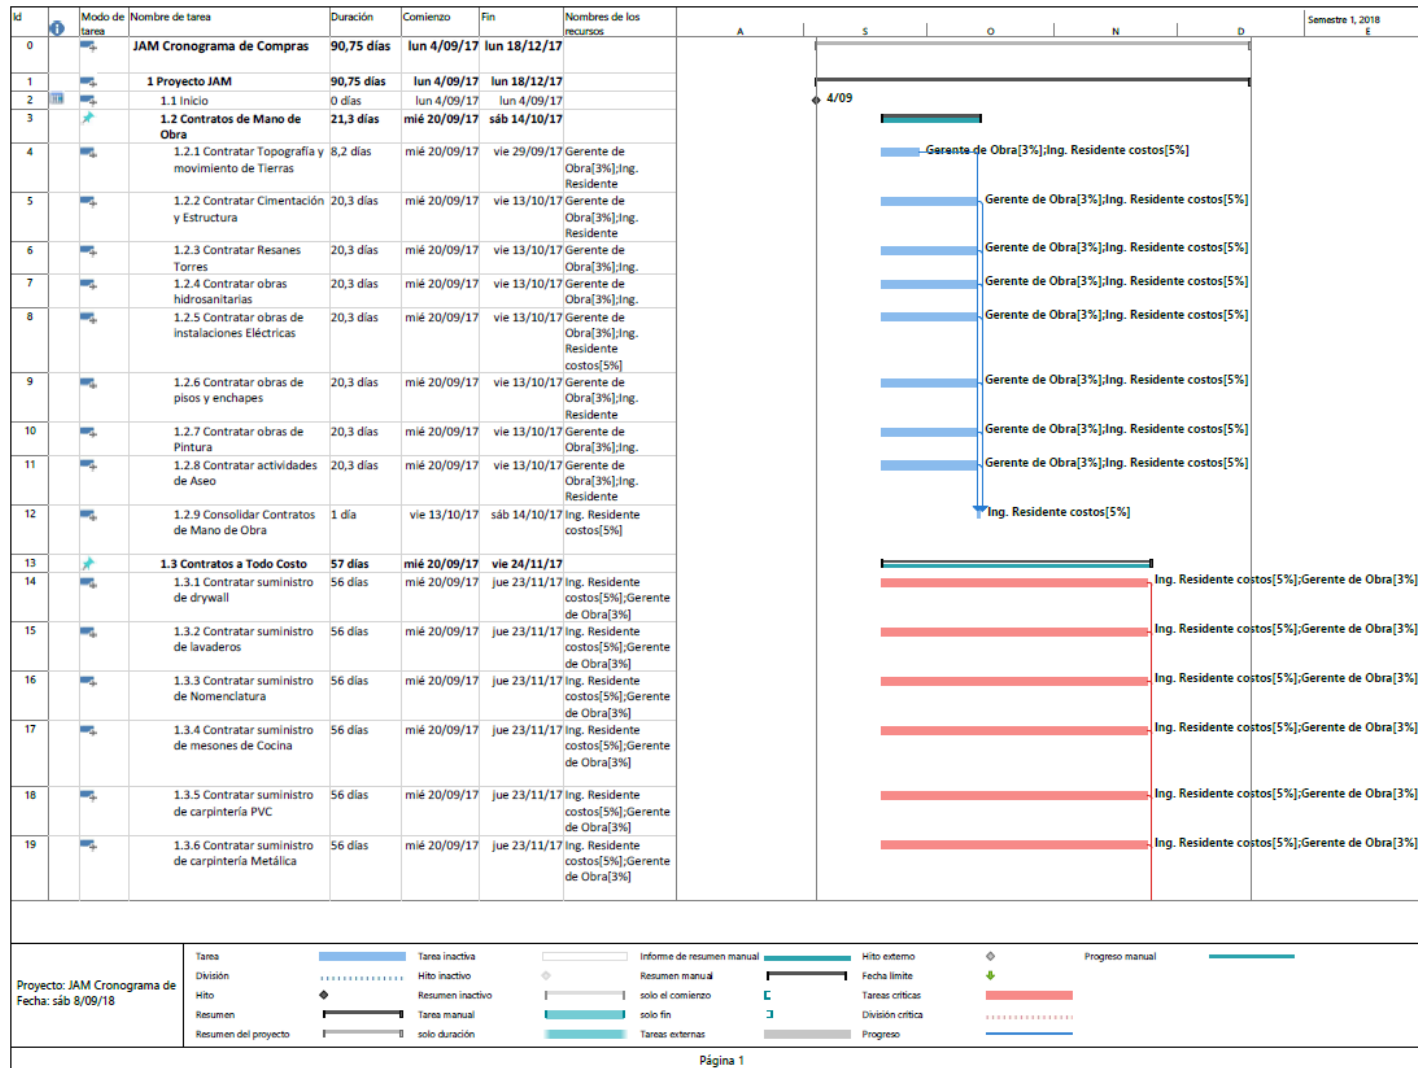 Id Modo de Nombre de tarea Duración Comienzo Fin Nombres de los Semestre 1, 2018
tarea recursos A S O N D E
0 JAM Cronograma de Compras 90,75 días lun 4/09/17 lun 18/12/17
1 1 Proyecto JAM 90,75 días lun 4/09/17 lun 18/12/17
2 1.1 Inicio 0 días lun 4/09/17 lun 4/09/17 4/09
3 1.2 Contratos de Mano de 21,3 días mié 20/09/17 sáb 14/10/17
Obra
4 1.2.1 Contratar Topografía y 8,2 días mié 20/09/17 vie 29/09/17 Gerente de Gerente de Obra[3%];Ing. Residente costos[5%]
movimiento de Tierras Obra[3%];Ing.
Residente
5 1.2.2 Contratar Cimentación 20,3 días mié 20/09/17 vie 13/10/17 Gerente de Gerente de Obra[3%];Ing. Residente costos[5%]
y Estructura Obra[3%];Ing.
Residente
6 1.2.3 Contratar Resanes 20,3 días mié 20/09/17 vie 13/10/17 Gerente de Gerente de Obra[3%];Ing. Residente costos[5%]
Torres Obra[3%];Ing.
7 1.2.4 Contratar obras 20,3 días mié 20/09/17 vie 13/10/17 Gerente de Gerente de Obra[3%];Ing. Residente costos[5%]
hidrosanitarias Obra[3%];Ing.
8 1.2.5 Contratar obras de 20,3 días mié 20/09/17 vie 13/10/17 Gerente de Gerente de Obra[3%];Ing. Residente costos[5%]
instalaciones Eléctricas Obra[3%];Ing.
Residente
costos[5%]
9 1.2.6 Contratar obras de 20,3 días mié 20/09/17 vie 13/10/17 Gerente de Gerente de Obra[3%];Ing. Residente costos[5%]
pisos y enchapes Obra[3%];Ing.
Residente
10 1.2.7 Contratar obras de 20,3 días mié 20/09/17 vie 13/10/17 Gerente de Gerente de Obra[3%];Ing. Residente costos[5%]
Pintura Obra[3%];Ing.
11 1.2.8 Contratar actividades 20,3 días mié 20/09/17 vie 13/10/17 Gerente de Gerente de Obra[3%];Ing. Residente costos[5%]
de Aseo Obra[3%];Ing.
Residente
12 1.2.9 Consolidar Contratos 1 día vie 13/10/17 sáb 14/10/17 Ing. Residente Ing. Residente costos[5%]
de Mano de Obra costos[5%]
13 1.3 Contratos a Todo Costo 57 días mié 20/09/17 vie 24/11/17
14 1.3.1 Contratar suministro 56 días mié 20/09/17 jue 23/11/17 Ing. Residente Ing. Residente costos[5%];Gerente de Obra[3%]
de drywall costos[5%];Gerente
de Obra[3%]
15 1.3.2 Contratar suministro 56 días mié 20/09/17 jue 23/11/17 Ing. Residente Ing. Residente costos[5%];Gerente de Obra[3%]
de lavaderos costos[5%];Gerente
de Obra[3%]
16 1.3.3 Contratar suministro 56 días mié 20/09/17 jue 23/11/17 Ing. Residente Ing. Residente costos[5%];Gerente de Obra[3%]
de Nomenclatura costos[5%];Gerente
de Obra[3%]
17 1.3.4 Contratar suministro 56 días mié 20/09/17 jue 23/11/17 Ing. Residente Ing. Residente costos[5%];Gerente de Obra[3%]
de mesones de Cocina costos[5%];Gerente
de Obra[3%]
18 1.3.5 Contratar suministro 56 días mié 20/09/17 jue 23/11/17 Ing. Residente Ing. Residente costos[5%];Gerente de Obra[3%]
de carpintería PVC costos[5%];Gerente
de Obra[3%]
19 1.3.6 Contratar suministro 56 días mié 20/09/17 jue 23/11/17 Ing. Residente Ing. Residente costos[5%];Gerente de Obra[3%]
de carpintería Metálica costos[5%];Gerente
de Obra[3%]
Proyecto: JAM Cronograma de
Fecha: sáb 8/09/18
Tarea Tarea inactiva Informe de resumen manual Hito externo Progreso manual
División Hito inactivo Resumen manual Fecha límite
Hito Resumen inactivo solo el comienzo Tareas críticas
Resumen Tarea manual solo fin División crítica
Resumen del proyecto solo duración Tareas externas Progreso
Página 1